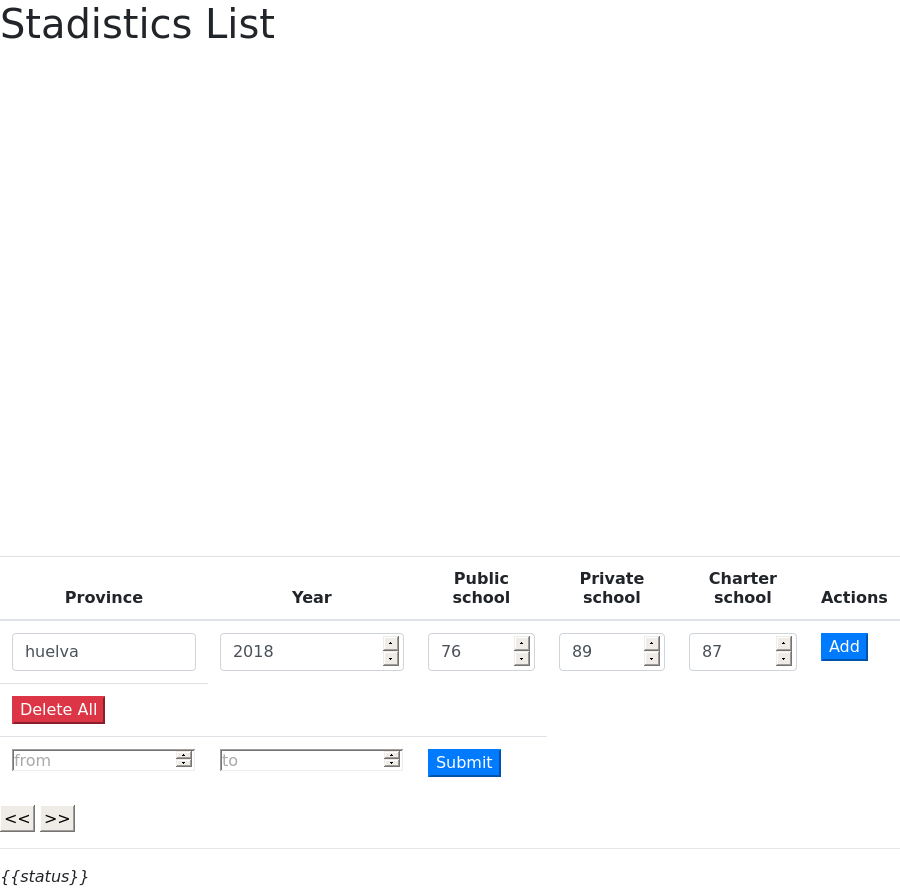 Stadistics List
Province Year Public school Private school Charter school Actions
huelva 2018 76 89 87 Add
Delete All
from to Submit
<< >>
{{status}}